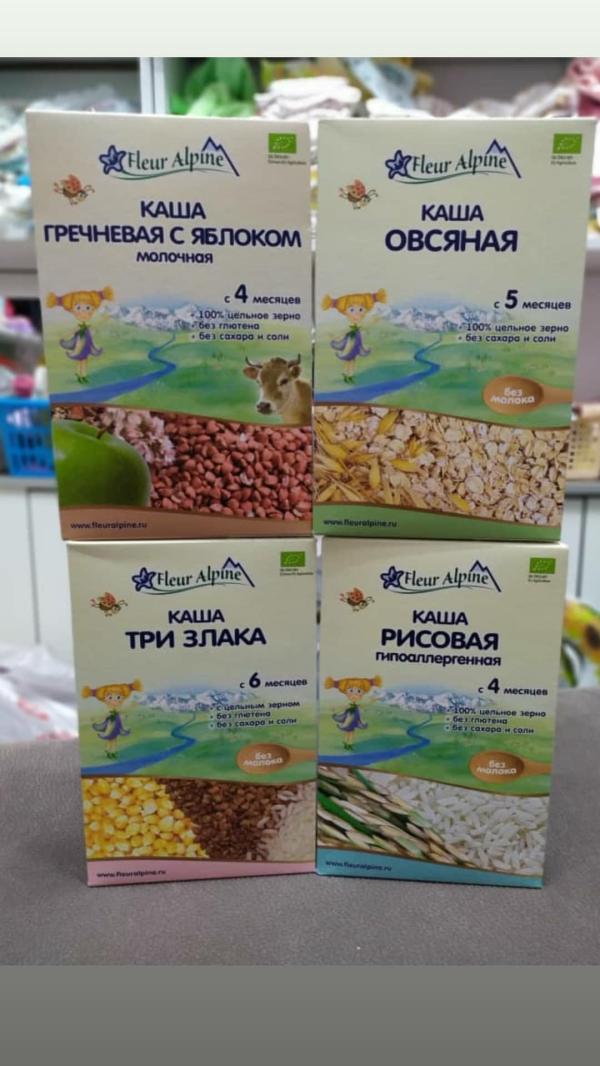 Fleur Alpine
КАША
ГРЕЧНЕВАЯ С ЯБЛОКОМ
МОЛОЧНАЯ
с 4 месяцев
• 100% цельное зерно
• без глютена
• без сахара и соли
www.fleuralpine.ru
Fleur Alpine
КАША
ОВСЯНАЯ
с 5 месяцев
• 100% цельное зерно
• без сахара и соли
без
молока
www.fleuralpine.ru
Fleur Alpine
КАША
ТРИ ЗЛАКА
с 6 месяцев
• с цельным зерном
• без глютена
• без сахара и соли
без
молока
www.fleuralpine.ru
Fleur Alpine
КАША
РИСОВАЯ
гипоаллергенная
с 4 месяцев
• 100% цельное зерно
• без глютена
• без сахара и соли
без
молока
www.fleuralpine.ru